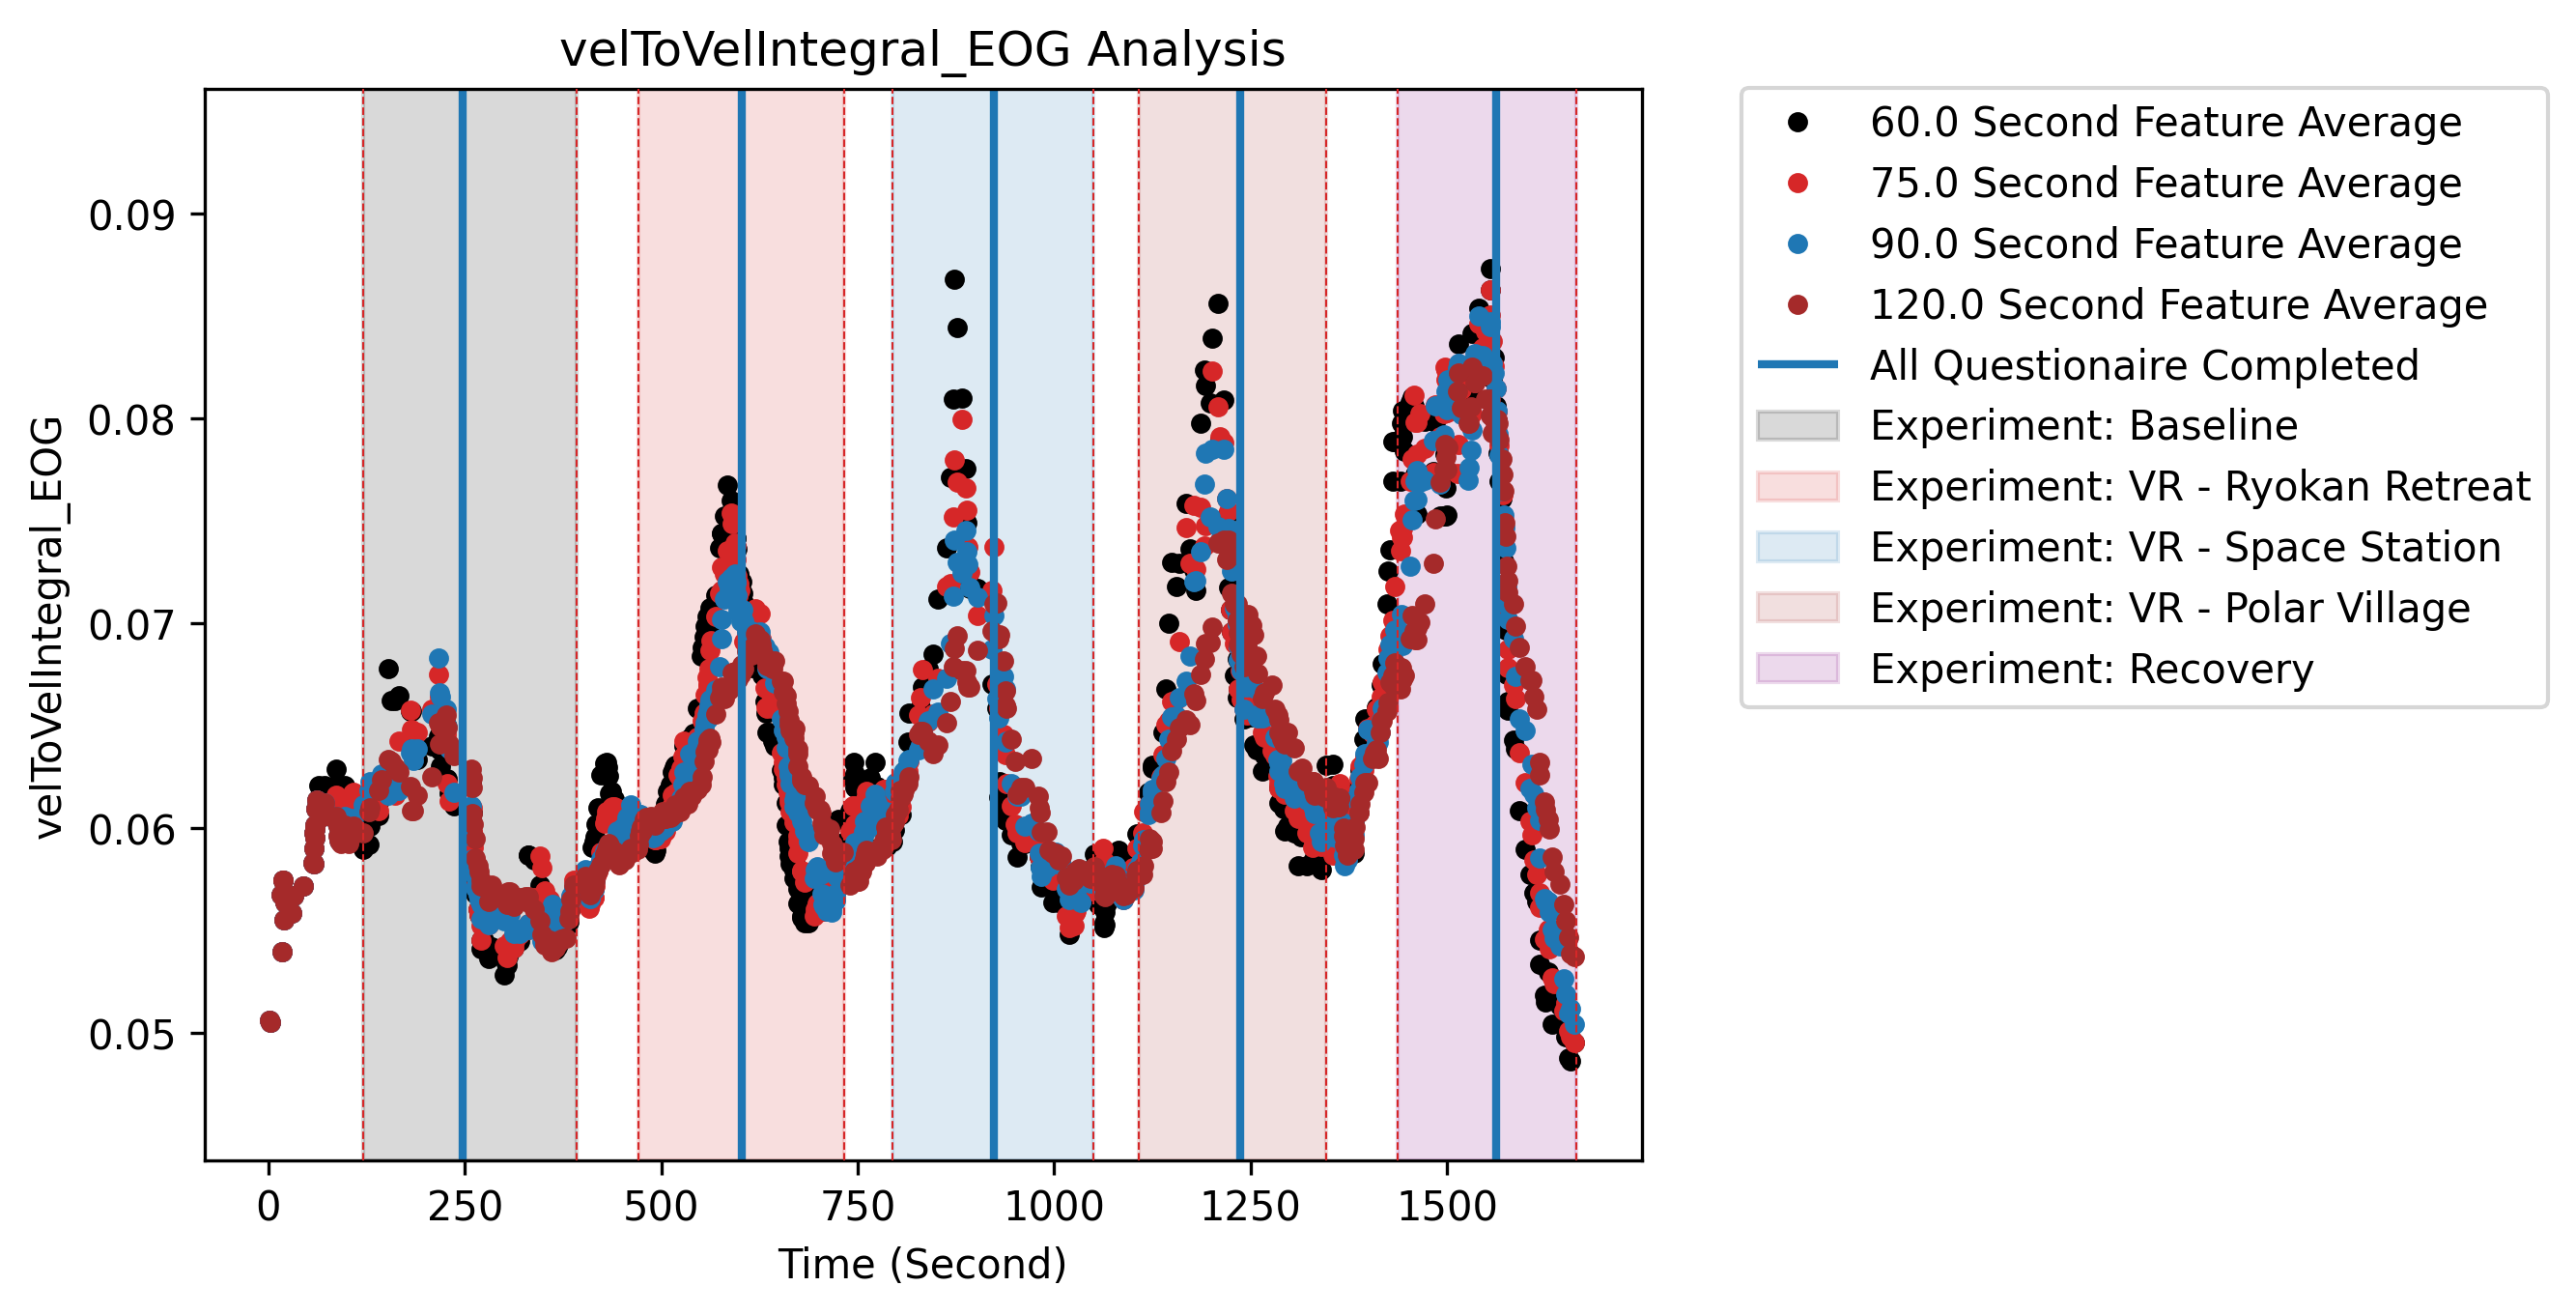 velToVelIntegral_EOG Analysis
velToVelIntegral_EOG
0.09
0.08
0.07
0.06
0.05
0
250
500
750
1000
1250
1500
Time (Second)
60.0 Second Feature Average
75.0 Second Feature Average
90.0 Second Feature Average
120.0 Second Feature Average
All Questionaire Completed
Experiment: Baseline
Experiment: VR - Ryokan Retreat
Experiment: VR - Space Station
Experiment: VR - Polar Village
Experiment: Recovery